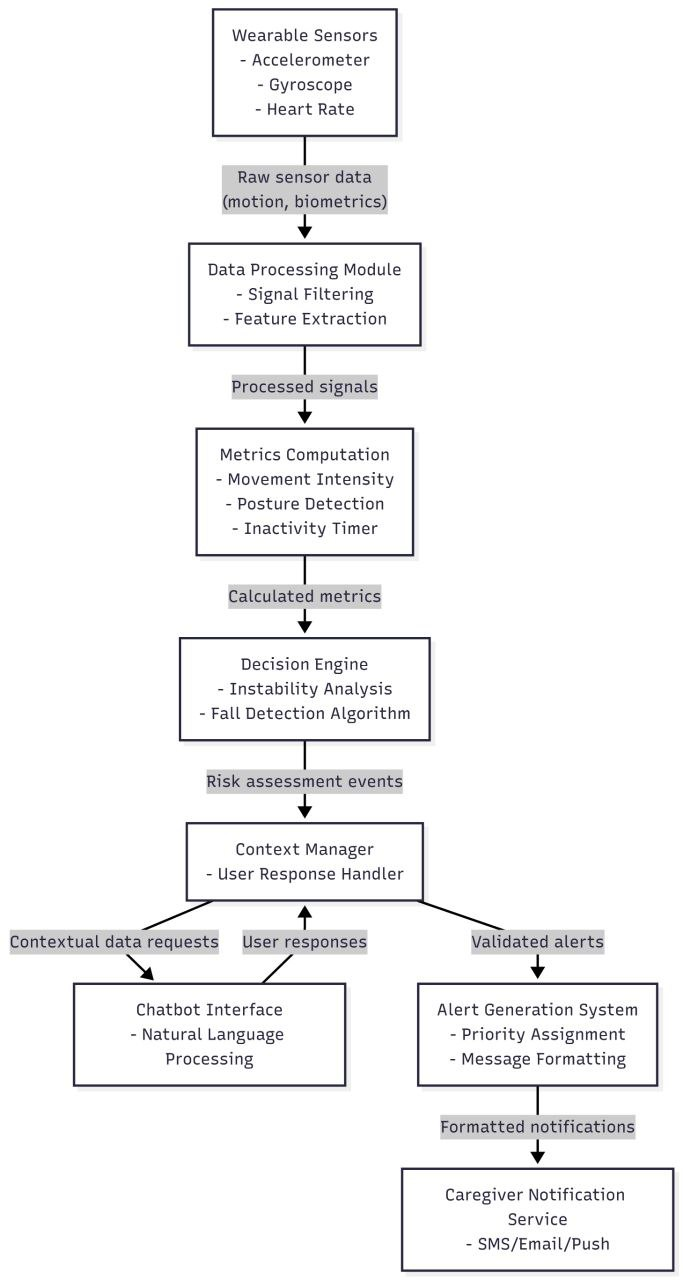 Wearable Sensors
- Accelerometer
- Gyroscope
- Heart Rate
Raw sensor data
(motion, biometrics)
Data Processing Module
- Signal Filtering
- Feature Extraction
Processed signals
Metrics Computation
- Movement Intensity
- Posture Detection
- Inactivity Timer
Calculated metrics
Decision Engine
- Instability Analysis
- Fall Detection Algorithm
Risk assessment events
Context Manager
- User Response Handler
Contextual data requests
User responses
Validated alerts
Chatbot Interface
- Natural Language
Processing
Alert Generation System
- Priority Assignment
- Message Formatting
Formatted notifications
Caregiver Notification
Service
- SMS/Email/Push